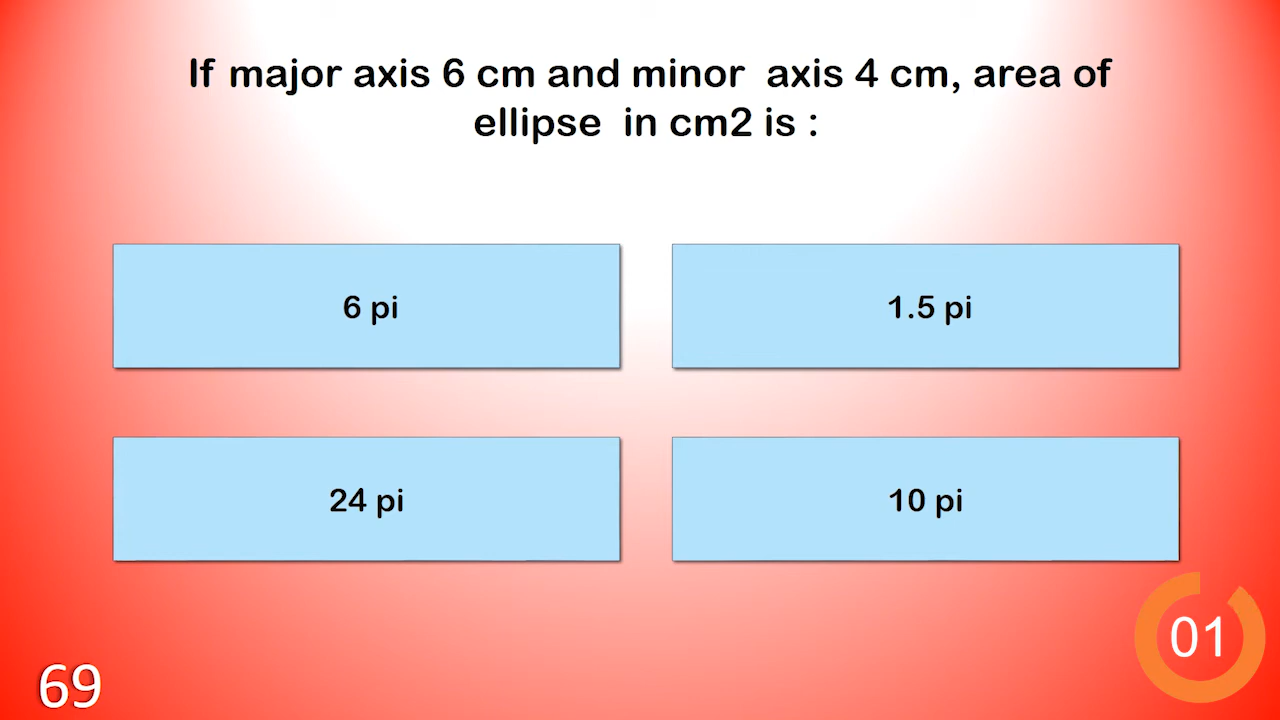 If major axis 6 cm and minor axis 4 cm, area of
ellipse in cm2 is :
6 pi
1.5 pi
24 pi
10 pi
01
69